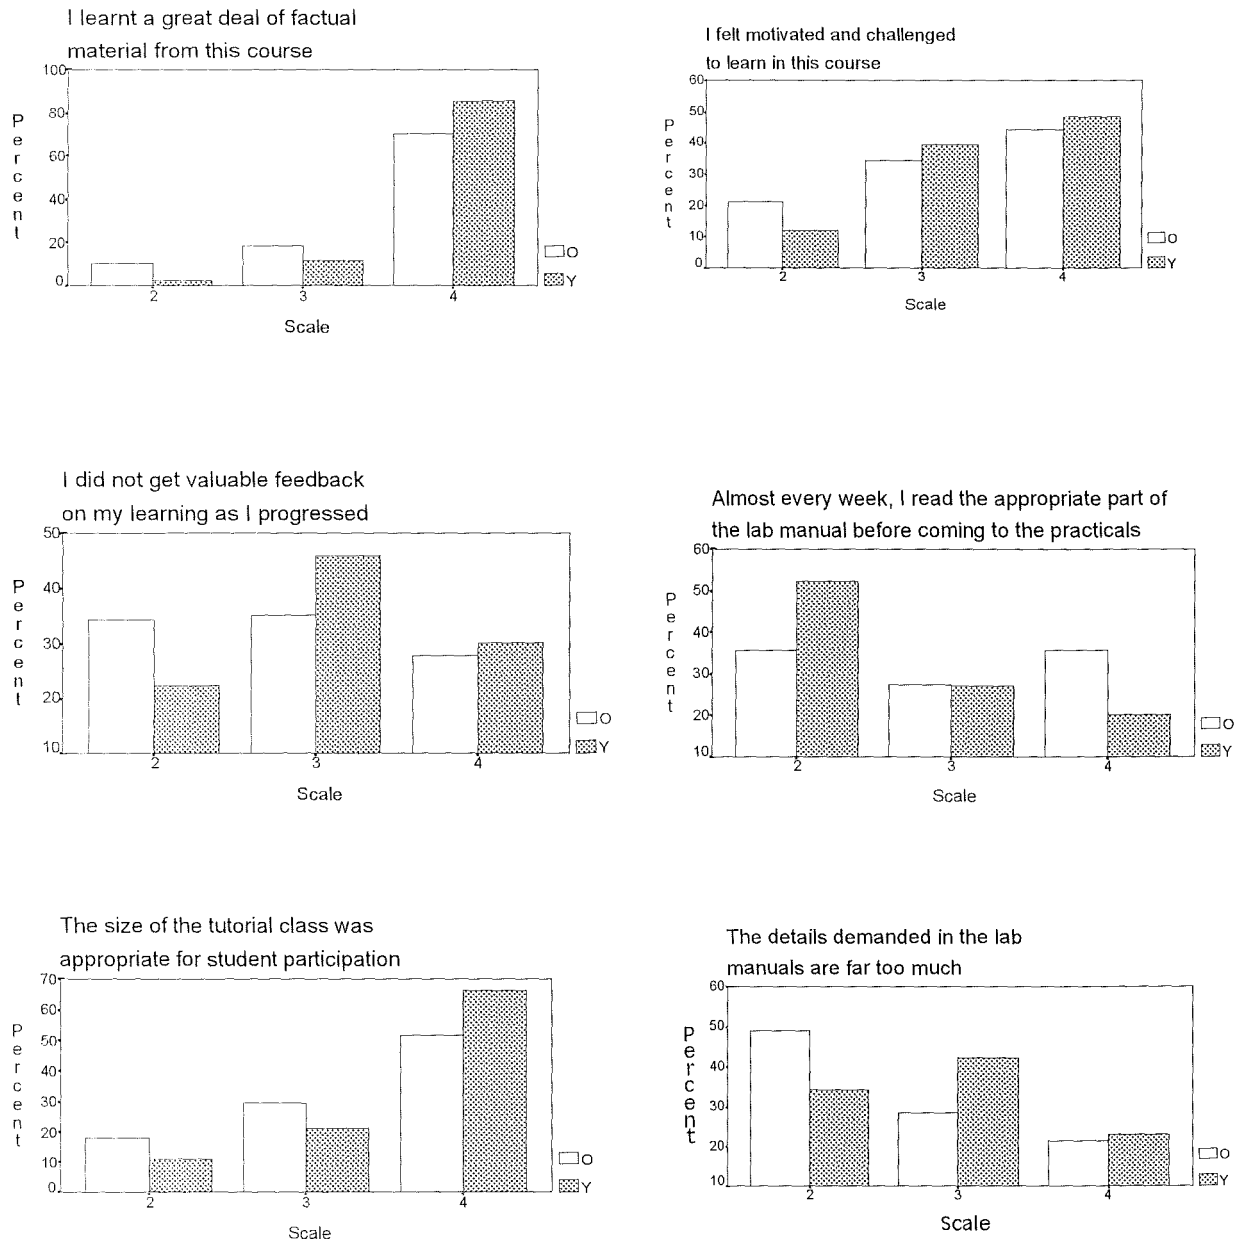 I learnt a great deal of factual
material from this course
100
80
60
40
20
0
Percent
2 3 4
Scale
O
Y
I felt motivated and challenged
to learn in this course
60
50
40
30
20
10
0
Percent
2 3 4
Scale
O
Y
I did not get valuable feedback
on my learning as I progressed
50
40
30
20
10
Percent
2 3 4
Scale
O
Y
Almost every week, I read the appropriate part of
the lab manual before coming to the practicals
60
50
40
30
20
10
Percent
2 3 4
Scale
O
Y
The size of the tutorial class was
appropriate for student participation
70
60
50
40
30
20
10
0
Percent
2 3 4
Scale
O
Y
The details demanded in the lab
manuals are far too much
60
50
40
30
20
10
Percent
2 3 4
Scale
O
Y